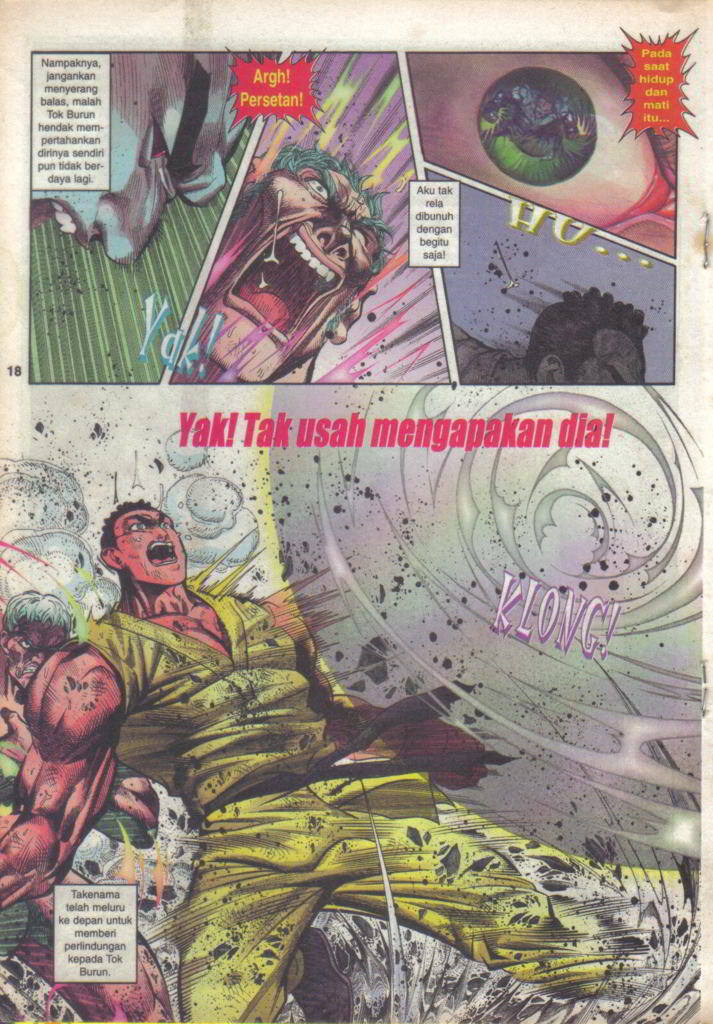 Nampaknya,
jangankan
menyerang
balas, malah
Tok Burun
hendak mem-
pertahankan
dirinya sendiri
pun tidak ber-
daya lagi.
Argh!
Persetan!
Pada
saat
hidup
dan
mati
itu...
Aku tak
rela
dibunuh
dengan
begitu
saja!
HO...
Yak!
18
Yak! Tak usah mengapakan dia!
KLONG!
Takenama
telah meluru
ke depan untuk
memberi
perlindungan
kepada Tok
Burun.